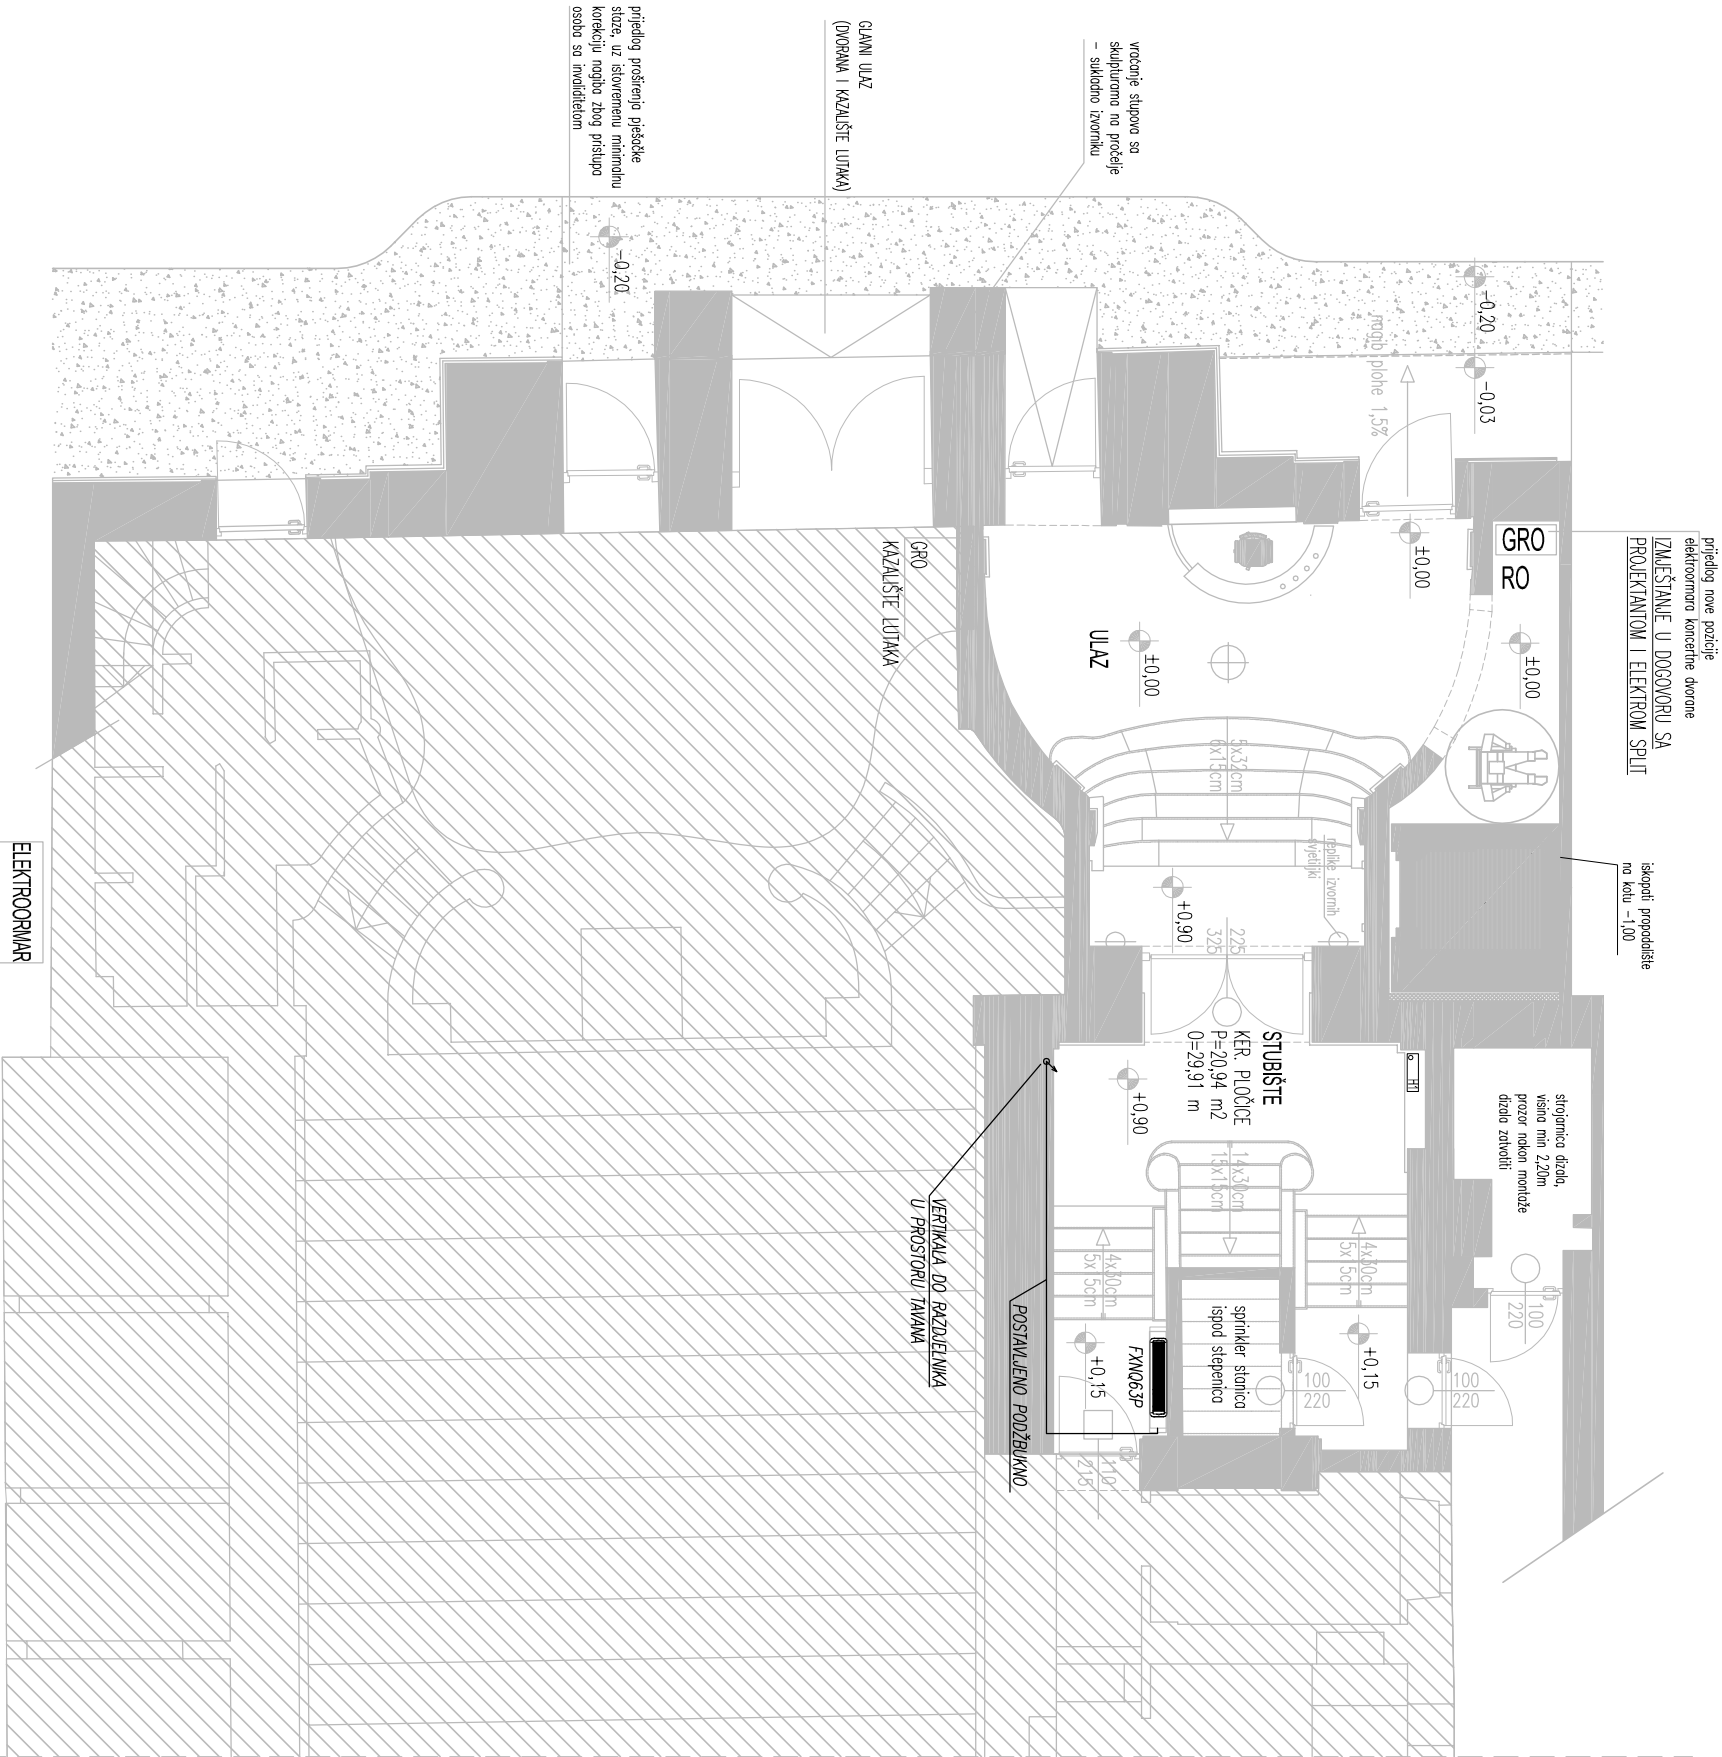 prijedlog nove pozicije
elektroormara koncertne dvorane
IZMJEŠTANJE U DOGOVORU SA
PROJEKTANTOM I ELEKTROM SPLIT
iskopati propadalište
na kotu -1,00
strojarnica dizala,
visina min 2,20m
prozor nakon montaže
dizala zatvoriti
GRO
RO
-0,20
-0,03
nagib plohe 1,5%
±0,00
±0,00
±0,00
ULAZ
5x32cm
6x15cm
replike izvornih
svjetiljki
+0,90
225
325
STUBIŠTE
KER. PLOČICE
P=20,94 m2
O=29,91 m
H1
+0,90
14x30cm
15x15cm
4x30cm
5x15cm
4x30cm
5x15cm
100
220
100
220
100
220
+0,15
+0,15
sprinkler stanica
ispod stepenica
FXNQ63P
110
215
POSTAVLJENO PODŽBUKNO
VERTIKALA DO RAZDJELNIKA
U PROSTORU TAVANA
vraćanje stupova sa
skulpturama na pročelje
- sukladno izvorniku
GLAVNI ULAZ
(DVORANA I KAZALIŠTE LUTAKA)
GRO
KAZALIŠTE LUTAKA
prijedlog proširenja pješačke
staze, uz istovremenu minimalnu
korekciju nagiba zbog pristupa
osoba sa invaliditetom
-0,20
ELEKTROORMAR